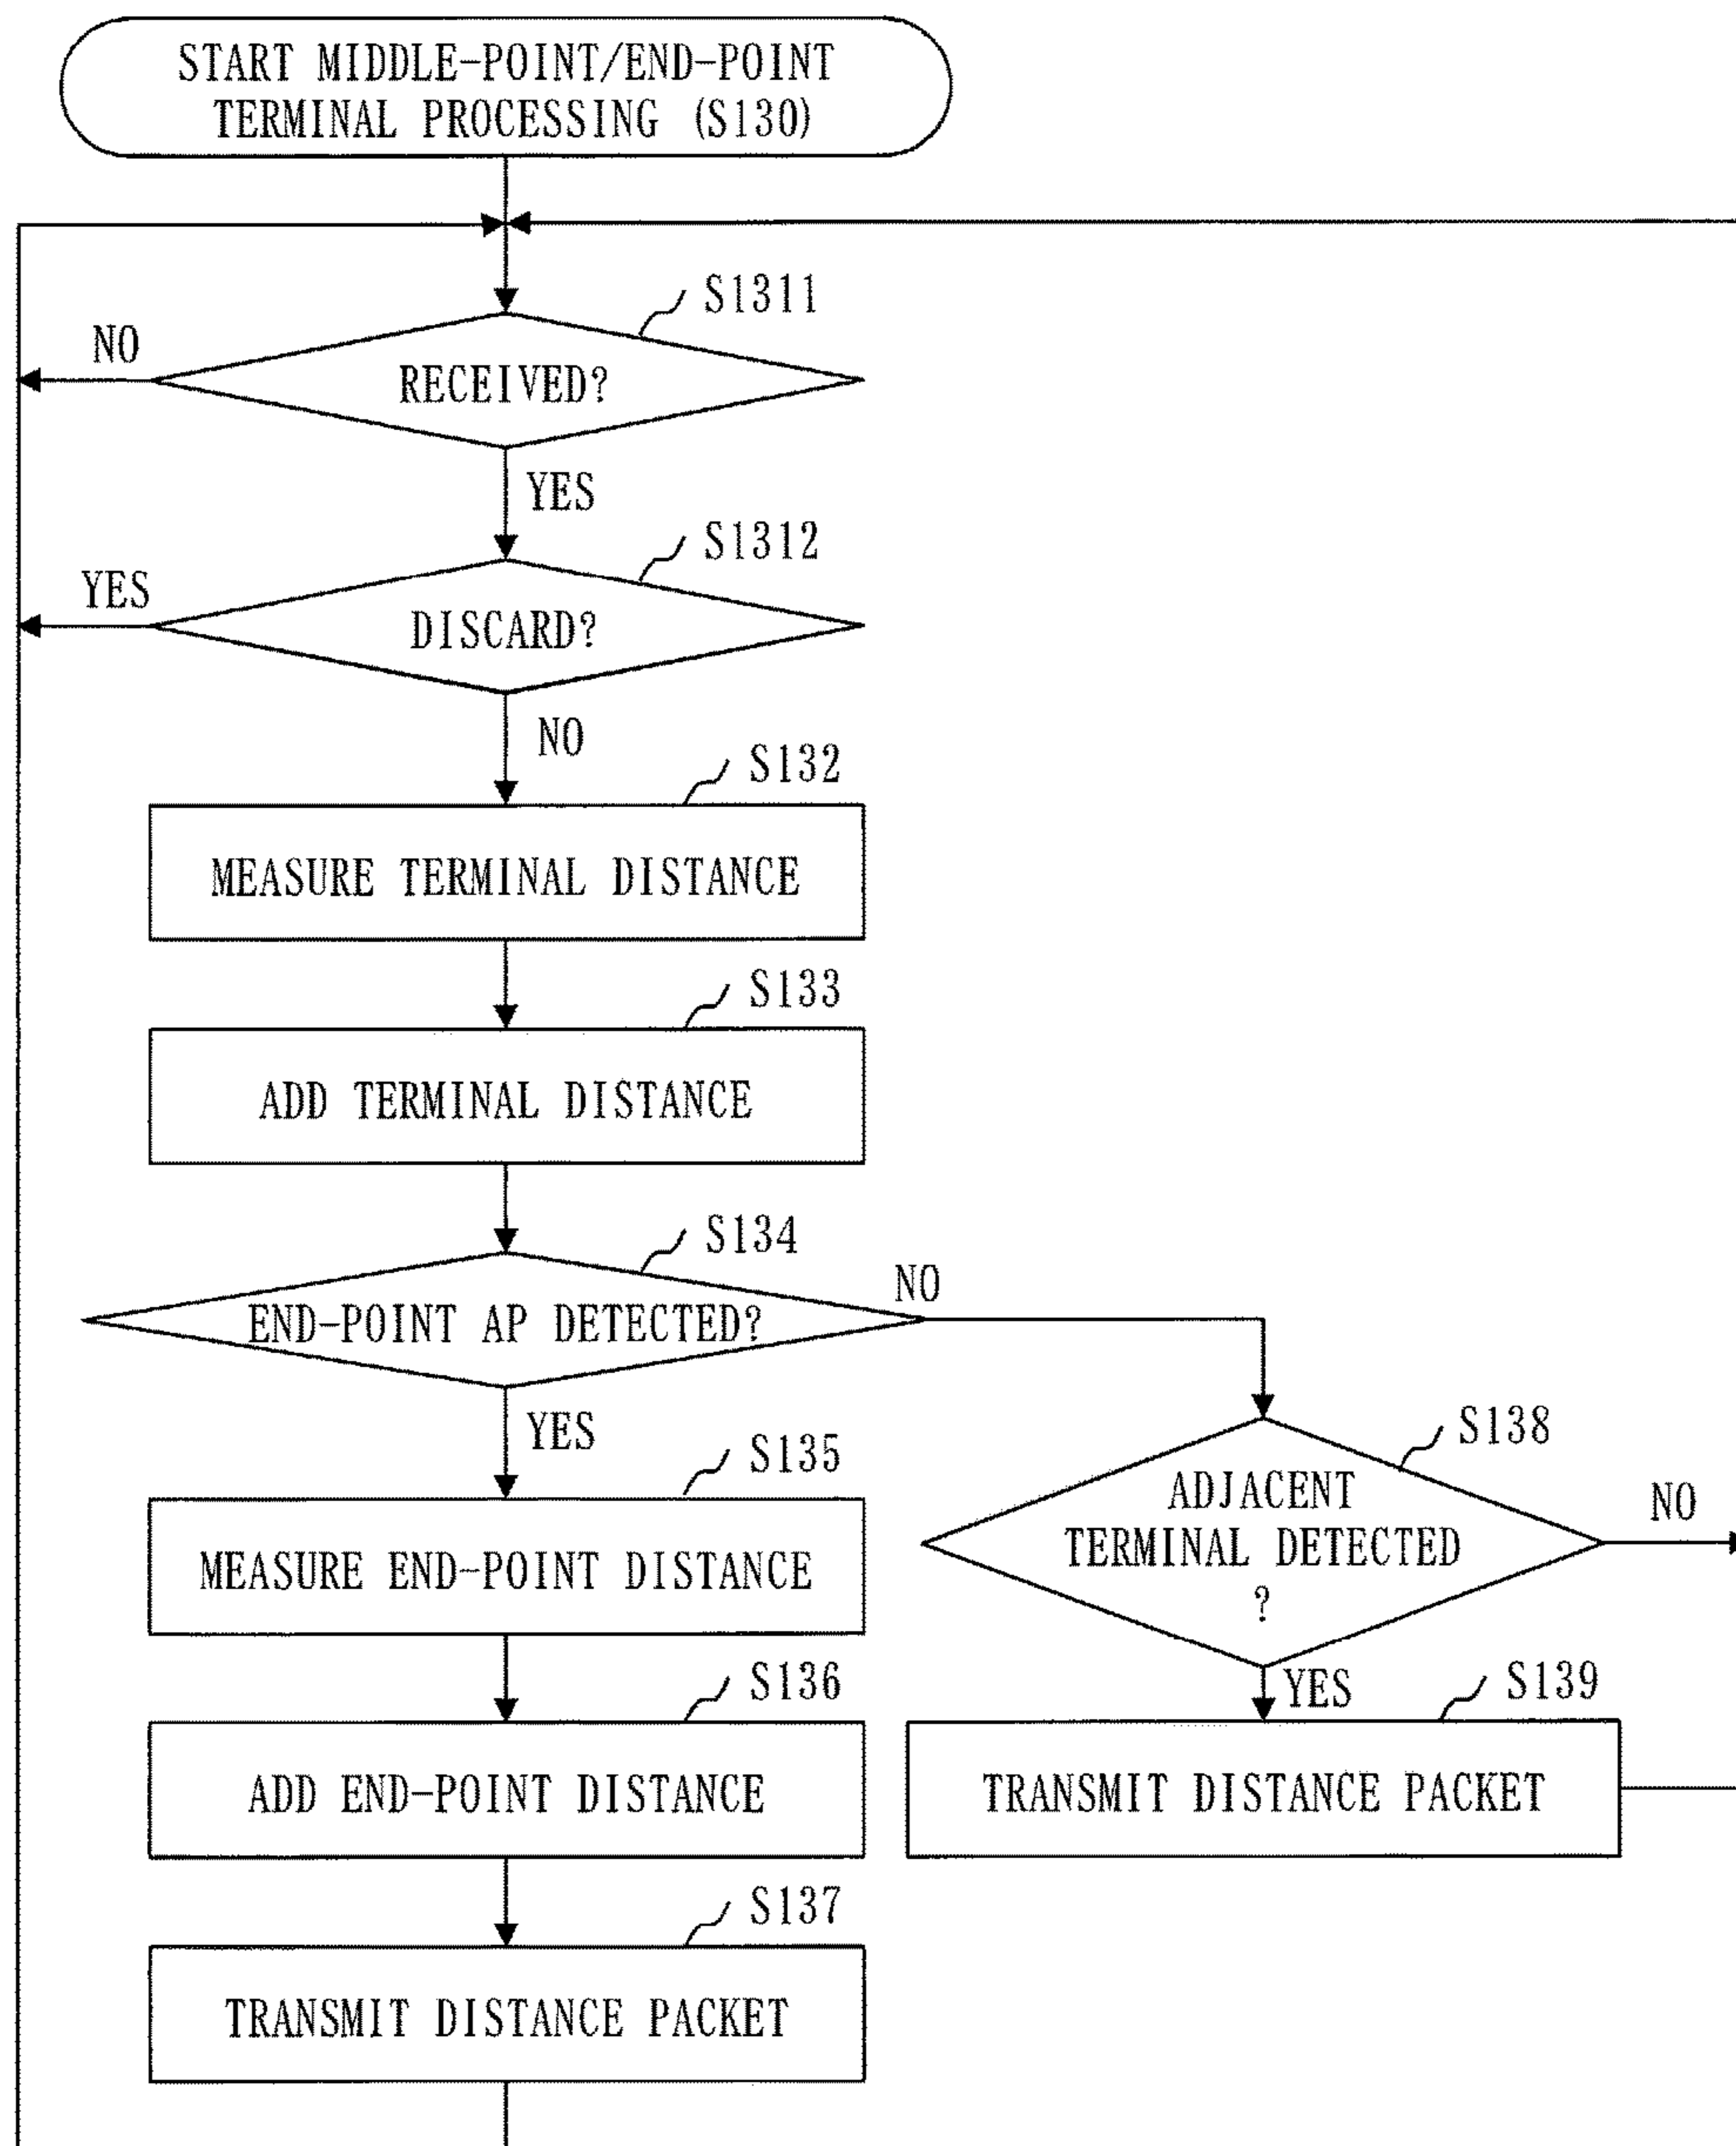 START MIDDLE-POINT/END-POINT
TERMINAL PROCESSING (S130)
S1311
NO
RECEIVED?
YES
S1312
YES
DISCARD?
NO
S132
MEASURE TERMINAL DISTANCE
S133
ADD TERMINAL DISTANCE
S134
NO
END-POINT AP DETECTED?
YES
S138
S135
ADJACENT
TERMINAL DETECTED
?
NO
MEASURE END-POINT DISTANCE
S136
YES
S139
ADD END-POINT DISTANCE
TRANSMIT DISTANCE PACKET
S137
TRANSMIT DISTANCE PACKET